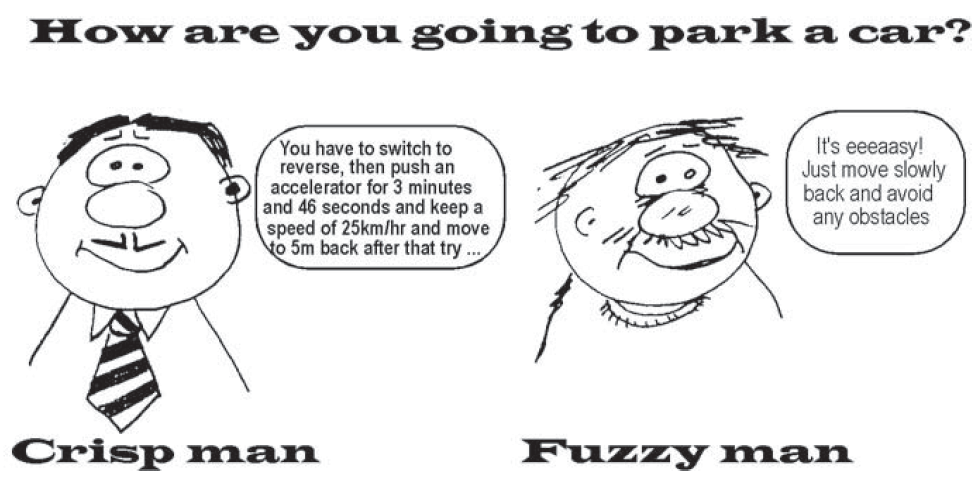 How are you going to park a car?
You have to switch to
reverse, then push an
accelerator for 3 minutes
and 46 seconds and keep a
speed of 25km/hr and move
to 5m back after that try ...
It's eeeaasy!
Just move slowly
back and avoid
any obstacles
Crisp man
Fuzzy man